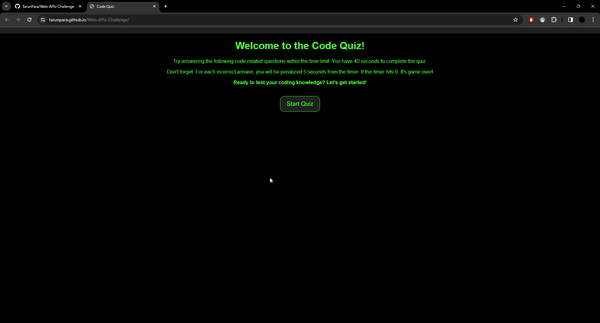 TarunPara/Web-APIs-Challenge
Code Quiz
tarunpara.github.io/Web-APIs-Challenge/
Welcome to the Code Quiz!
Try answering the following code-related questions within the time limit. You have 40 seconds to complete the quiz.
Don't forget: For each incorrect answer, you will be penalized 5 seconds from the timer. If the timer hits 0, it's game over!
Ready to test your coding knowledge? Let's get started!
Start Quiz